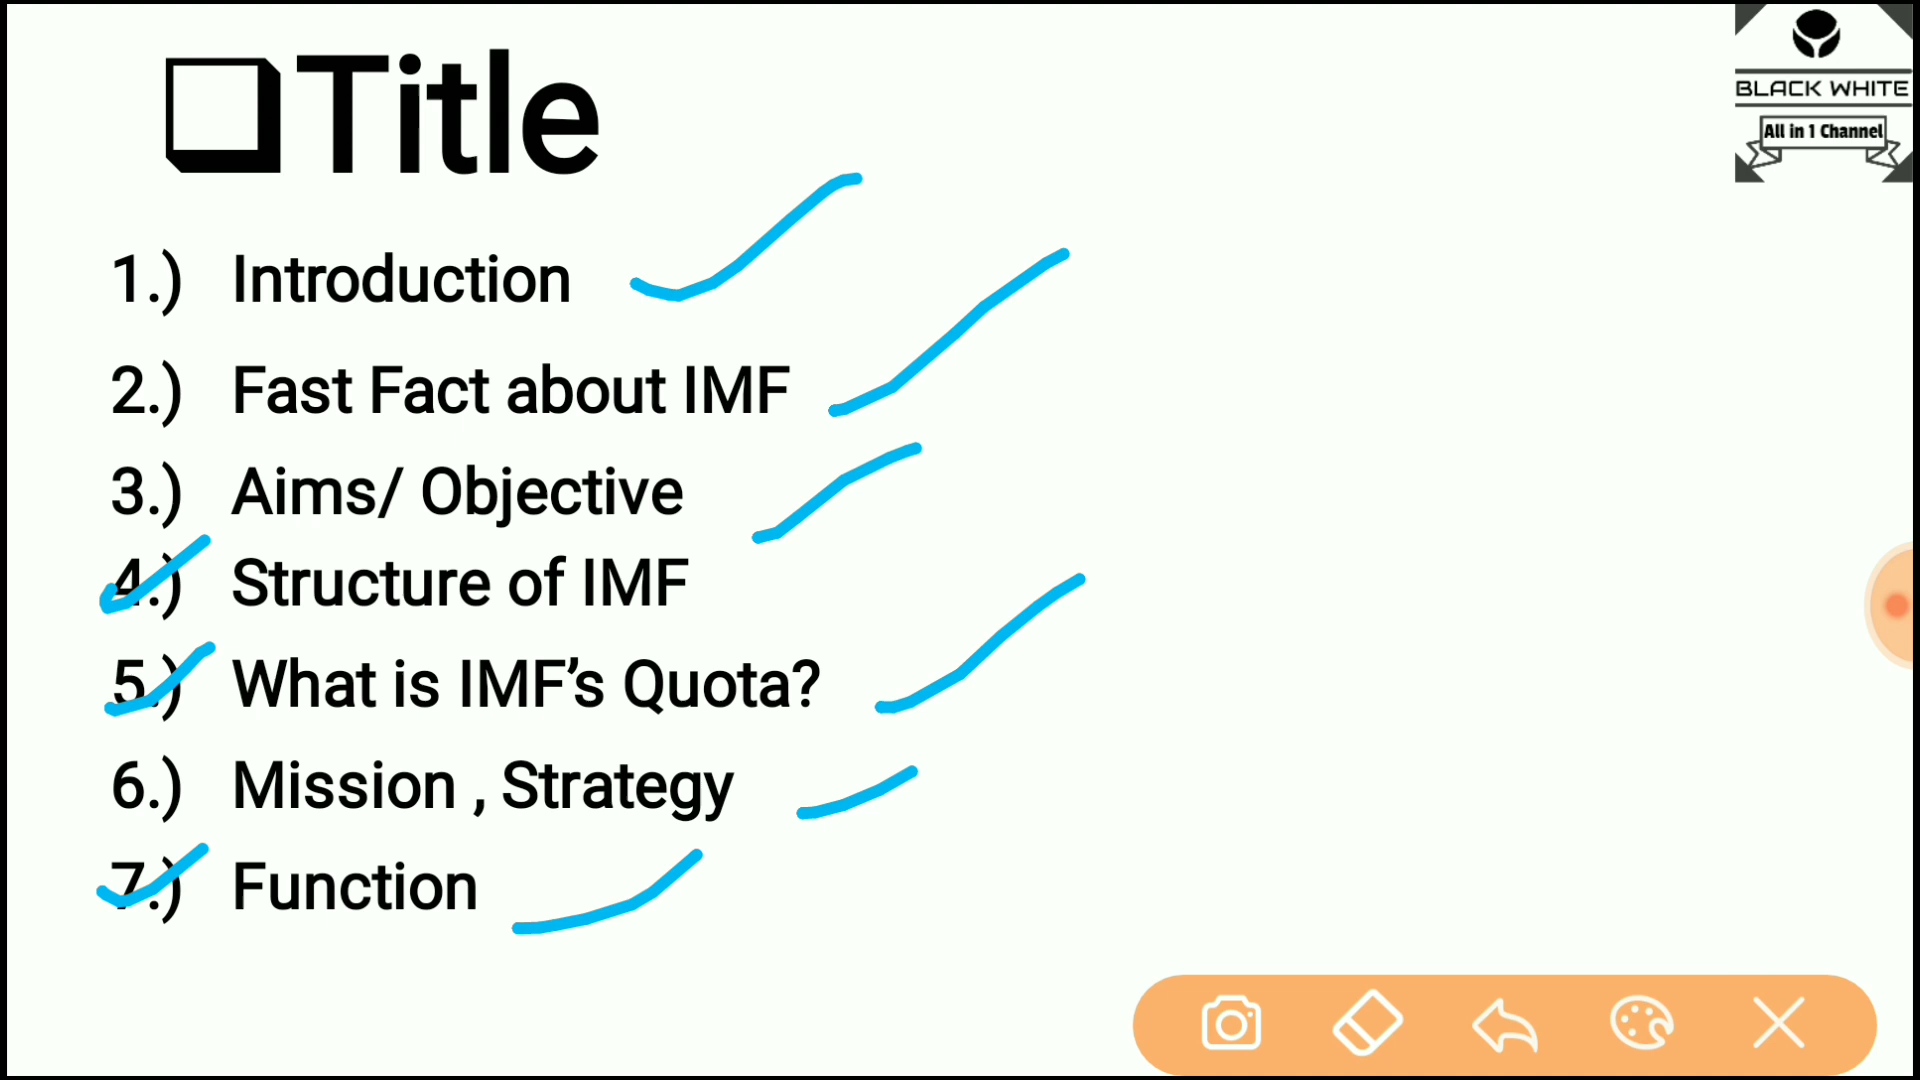 ❑Title
BLACK WHITE
All in 1 Channel
1.) Introduction
2.) Fast Fact about IMF
3.) Aims/ Objective
4.) Structure of IMF
5.) What is IMF’s Quota?
6.) Mission , Strategy
7.) Function